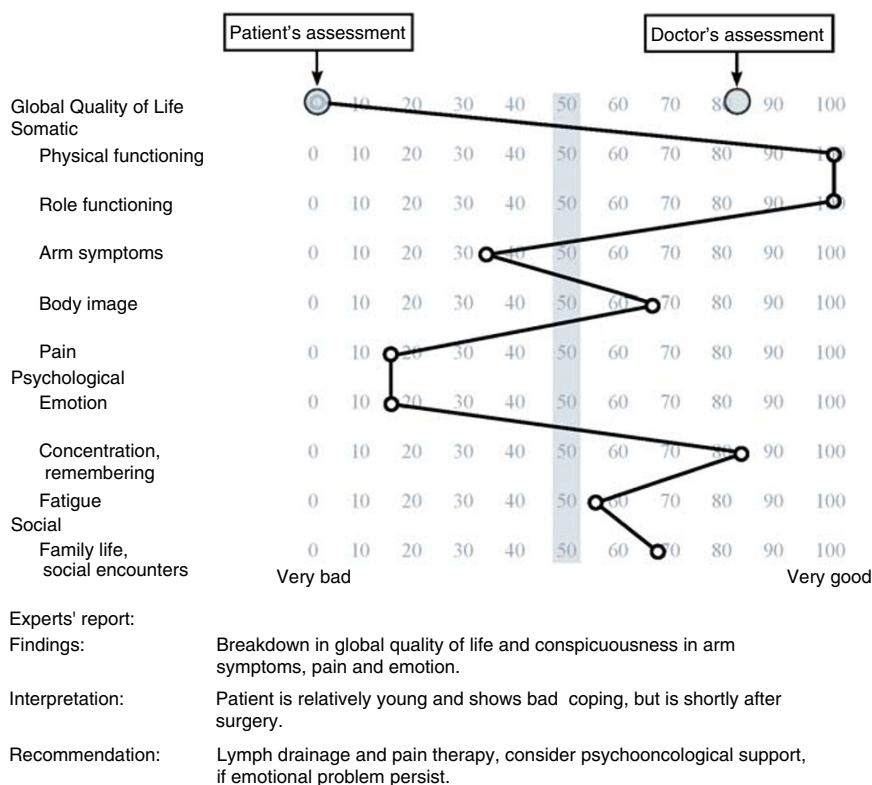 Patient's assessment
Doctor's assessment
Global Quality of Life 0 10 20 30 40 50 60 70 80 90 100
Somatic
Physical functioning 0 10 20 30 40 50 60 70 80 90 100
Role functioning 0 10 20 30 40 50 60 70 80 90 100
Arm symptoms 0 10 20 30 40 50 60 70 80 90 100
Body image 0 10 20 30 40 50 60 70 80 90 100
Pain 0 10 20 30 40 50 60 70 80 90 100
Psychological
Emotion 0 10 20 30 40 50 60 70 80 90 100
Concentration, 0 10 20 30 40 50 60 70 80 90 100
remembering
Fatigue 0 10 20 30 40 50 60 70 80 90 100
Social
Family life, 0 10 20 30 40 50 60 70 80 90 100
social encounters
Very bad Very good
Experts' report:
Findings: Breakdown in global quality of life and conspicuousness in arm
symptoms, pain and emotion.
Interpretation: Patient is relatively young and shows bad coping, but is shortly after
surgery.
Recommendation: Lymph drainage and pain therapy, consider psychooncological support,
if emotional problem persist.